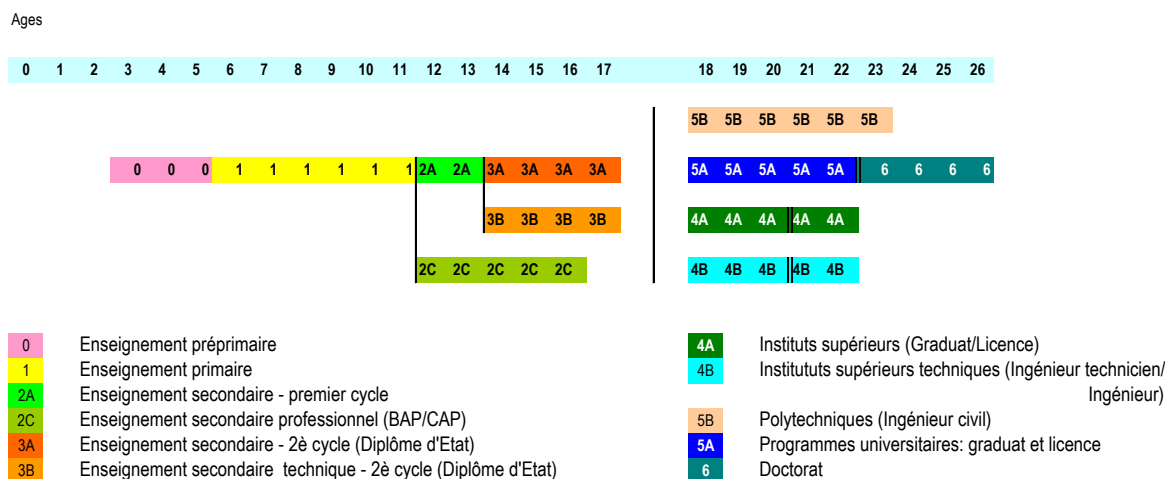 Ages
0 1 2 3 4 5 6 7 8 9 10 11 12 13 14 15 16 17 18 19 20 21 22 23 24 25 26
5B 5B 5B 5B 5B 5B
0 0 0 1 1 1 1 1 1 2A 2A 3A 3A 3A 3A 5A 5A 5A 5A 5A 6 6 6 6
3B 3B 3B 3B 4A 4A 4A 4A 4A
2C 2C 2C 2C 2C 4B 4B 4B 4B 4B
0 Enseignement préprimaire
1 Enseignement primaire
2A Enseignement secondaire - premier cycle
2C Enseignement secondaire professionnel (BAP/CAP)
3A Enseignement secondaire - 2è cycle (Diplôme d'Etat)
3B Enseignement secondaire technique - 2è cycle (Diplôme d'Etat)
4A Instituts supérieurs (Graduat/Licence)
4B Institututs supérieurs techniques (Ingénieur technicien/
Ingénieur)
5B Polytechniques (Ingénieur civil)
5A Programmes universitaires: graduat et licence
6 Doctorat